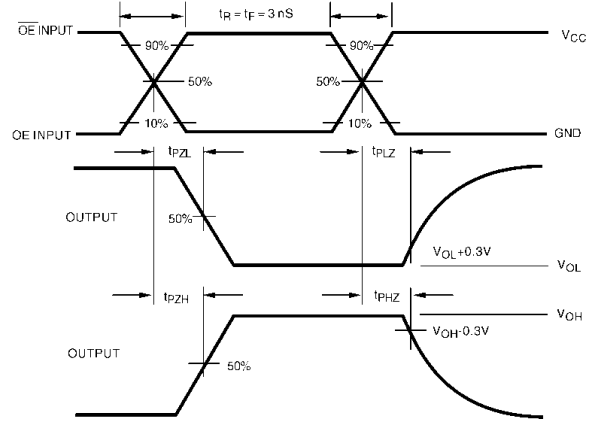 OE INPUT
tR = tF = 3 nS
VCC
90%
90%
50%
50%
10%
10%
OE INPUT
GND
tPZL
tPLZ
OUTPUT
50%
VOL+0.3V
VOL
tPZH
tPHZ
VOH
VOH-0.3V
OUTPUT
50%